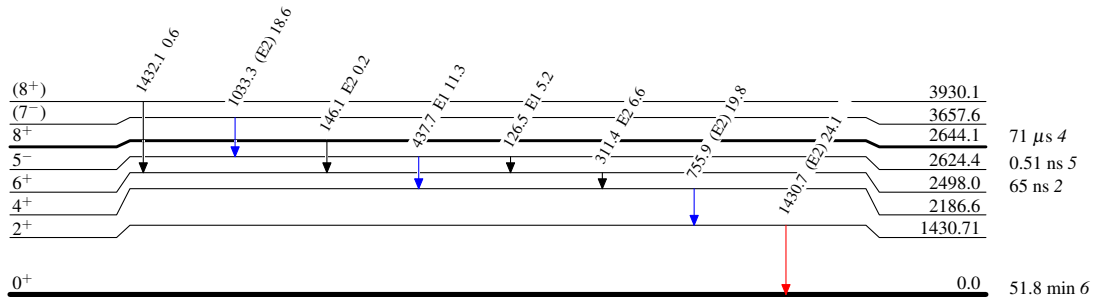 1432.1 0.6
1033.3 (E2) 18.6
146.1 E2 0.2
437.7 E1 11.3
126.5 E1 5.2
311.4 E2 6.6
755.9 (E2) 19.8
1430.7 (E2) 24.1
(8⁺) 3930.1
(7⁻) 3657.6
8⁺ 2644.1 71 μs 4
5⁻ 2624.4 0.51 ns 5
6⁺ 2498.0 65 ns 2
4⁺ 2186.6
2⁺ 1430.71
0⁺ 0.0 51.8 min 6